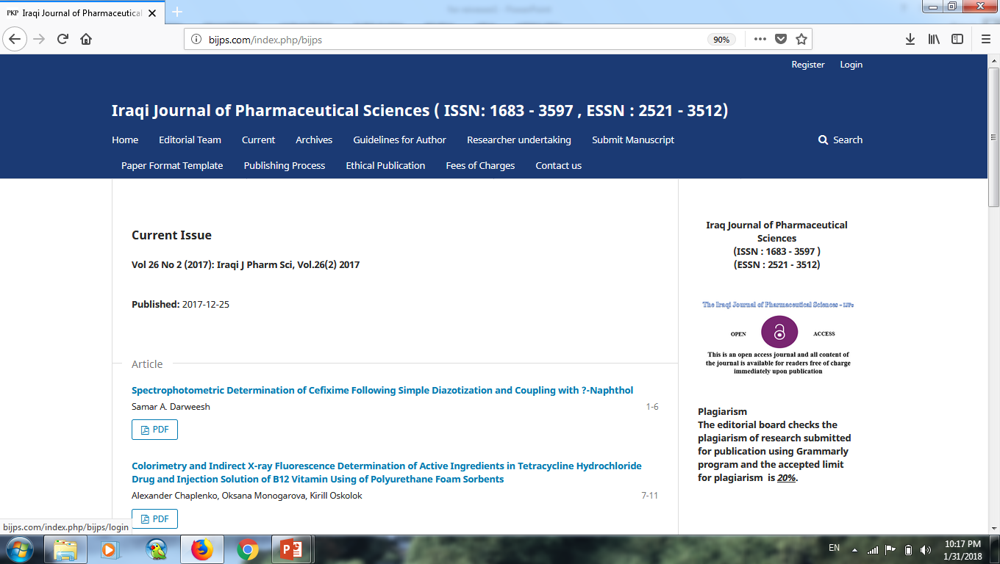 PKP Iraqi Journal of Pharmaceutical
bijps.com/index.php/bijps
90%
Register Login
Iraqi Journal of Pharmaceutical Sciences ( ISSN: 1683 - 3597 , ESSN : 2521 - 3512)
Home Editorial Team Current Archives Guidelines for Author Researcher undertaking Submit Manuscript Search
Paper Format Template Publishing Process Ethical Publication Fees of Charges Contact us
Current Issue
Vol 26 No 2 (2017): Iraqi J Pharm Sci, Vol.26(2) 2017
Published: 2017-12-25
Article
Spectrophotometric Determination of Cefixime Following Simple Diazotization and Coupling with ?-Naphthol
Samar A. Darweesh 1-6
PDF
Colorimetry and Indirect X-ray Fluorescence Determination of Active Ingredients in Tetracycline Hydrochloride
Drug and Injection Solution of B12 Vitamin Using of Polyurethane Foam Sorbents
Alexander Chaplenko, Oksana Monogarova, Kirill Oskolok 7-11
PDF
Iraq Journal of Pharmaceutical
Sciences
(ISSN : 1683 - 3597 )
(ESSN : 2521 - 3512)
The Iraqi Journal of Pharmaceutical Sciences - IJPs
OPEN ACCESS
This is an open access journal and all content of
the journal is available for readers free of charge
immediately upon publication
Plagiarism
The editorial board checks the
plagiarism of research submitted
for publication using Grammarly
program and the accepted limit
for plagiarism is 20%.
bijps.com/index.php/bijps/login
EN
10:17 PM
1/31/2018